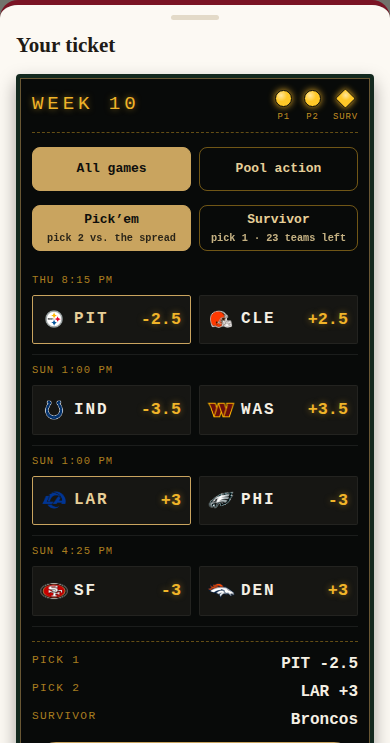 Your ticket
WEEK 10
P1 P2 SURV
All games Pool action
Pick’em Survivor
pick 2 vs. the spread pick 1 · 23 teams left
THU 8:15 PM
PIT -2.5 CLE +2.5
SUN 1:00 PM
IND -3.5 WAS +3.5
SUN 1:00 PM
LAR +3 PHI -3
SUN 4:25 PM
SF -3 DEN +3
PICK 1 PIT -2.5
PICK 2 LAR +3
SURVIVOR Broncos